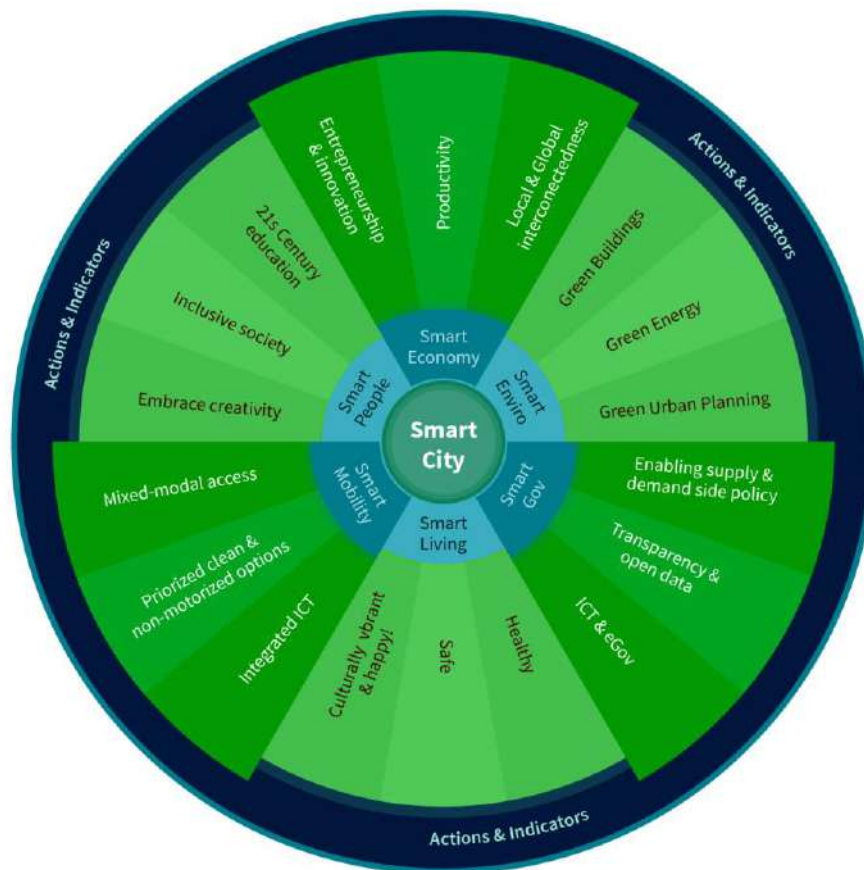 Actions & Indicators
Actions & Indicators
Actions & Indicators
Smart
City
Smart
Economy
Entrepreneurship
& innovation
Productivity
Local & Global
interconectedness
Smart
Enviro
Green Buildings
Green Energy
Green Urban Planning
Smart
Gov
Enabling supply &
demand side policy
Transparency &
open data
ICT & eGov
Smart
Living
Healthy
Safe
Culturally vbrant
& happy!
Smart
Mobility
Integrated ICT
Priorized clean &
non-motorized options
Mixed-modal access
Smart
People
Embrace creativity
Inclusive society
21s Century
education